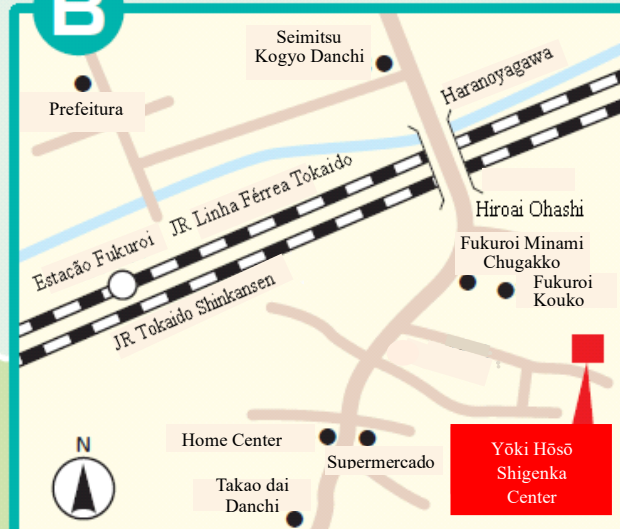 B
Seimitsu
Kogyo Danchi
Haranoyagawa
Prefeitura
JR Linha Férrea Tokaido
Hiroai Ohashi
Estação Fukuroi
Fukuroi Minami
Chugakko
Fukuroi
Kouko
JR Tokaido Shinkansen
N
Home Center
Supermercado
Yōki Hōsō
Shigenka
Center
Takao dai
Danchi